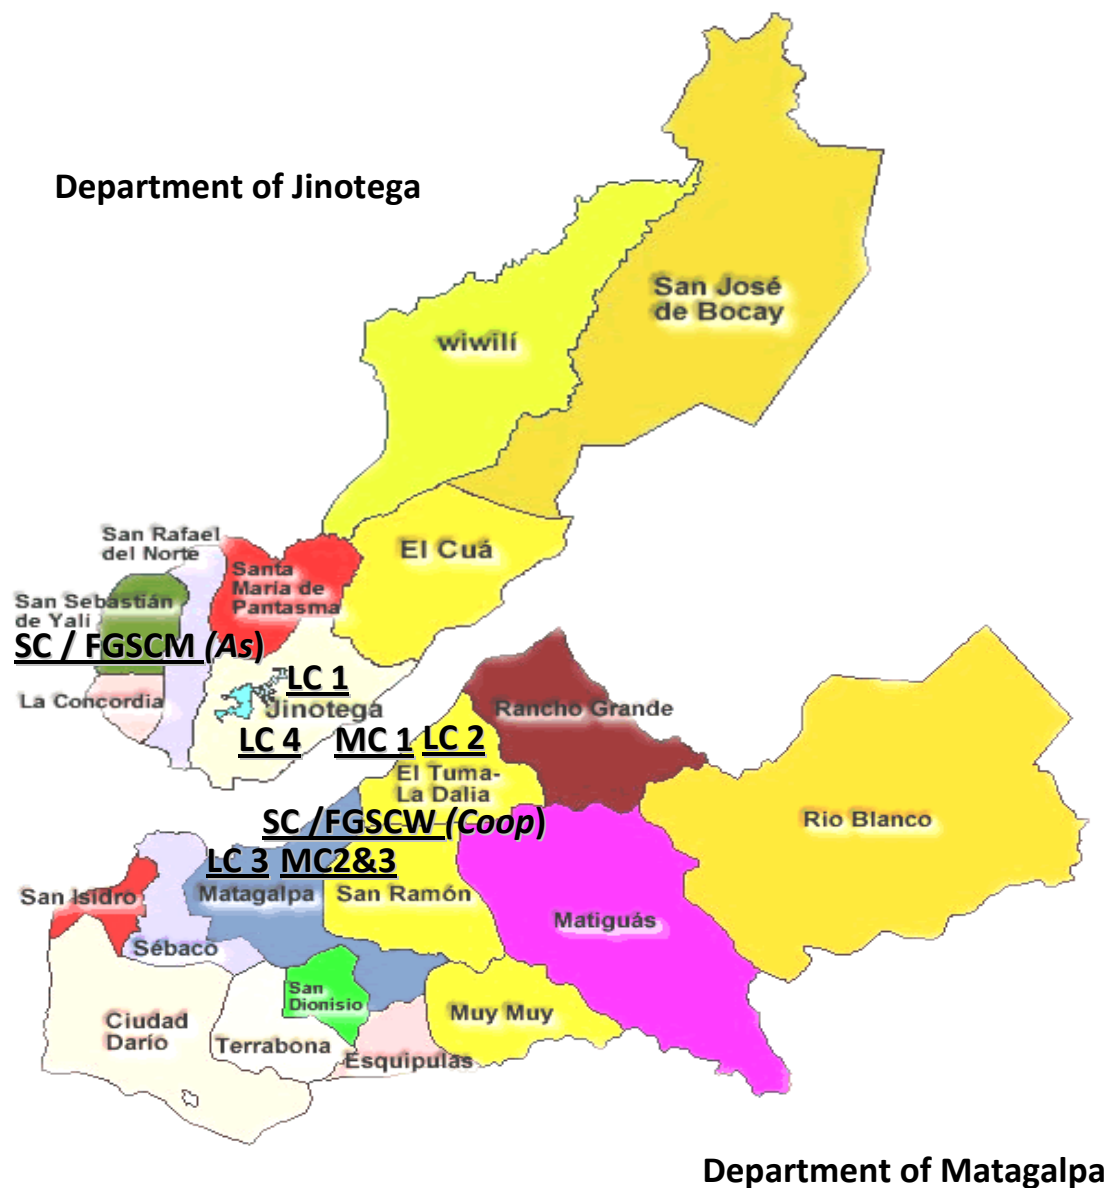 Department of Jinotega
San José
de Bocay
wiwilí
San Rafael
del Norte
El Cuá
Santa
María de
Pantasma
San Sebastián
de Yali
SC / FGSCM (As)
LC 1
La Concordia
Jinotega
Rancho Grande
LC 4
MC 1
LC 2
El Tuma-
La Dalia
SC /FGSCW (Coop)
Rio Blanco
LC 3
MC2&3
San Isidro
Matagalpa
San Ramón
Matiguás
Sébaco
San
Dionisio
Muy Muy
Ciudad
Darío
Terrabona
Esquipulas
Department of Matagalpa